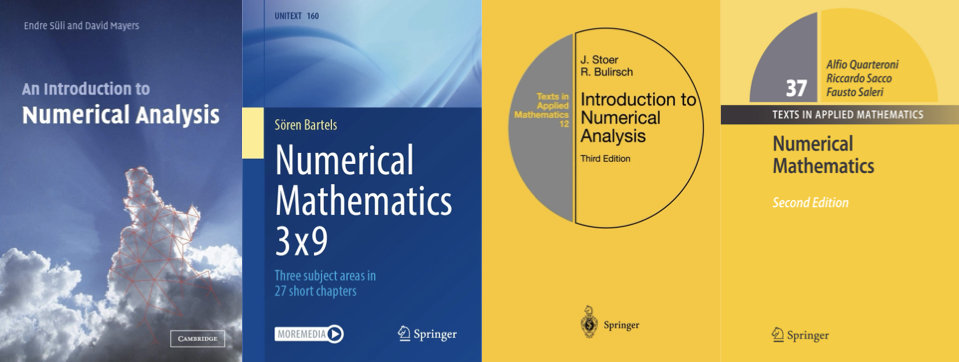 Endre Süli and David Mayers
An Introduction to
Numerical Analysis
CAMBRIDGE
UNITEXT 160
Sören Bartels
Numerical
Mathematics
3x9
Three subject areas in
27 short chapters
MOREMEDIA
Springer
J. Stoer
R. Bulirsch
Texts in
Applied
Mathematics
12
Introduction to
Numerical
Analysis
Third Edition
Springer
37
Alfio Quarteroni
Riccardo Sacco
Fausto Saleri
TEXTS IN APPLIED MATHEMATICS
Numerical
Mathematics
Second Edition
Springer